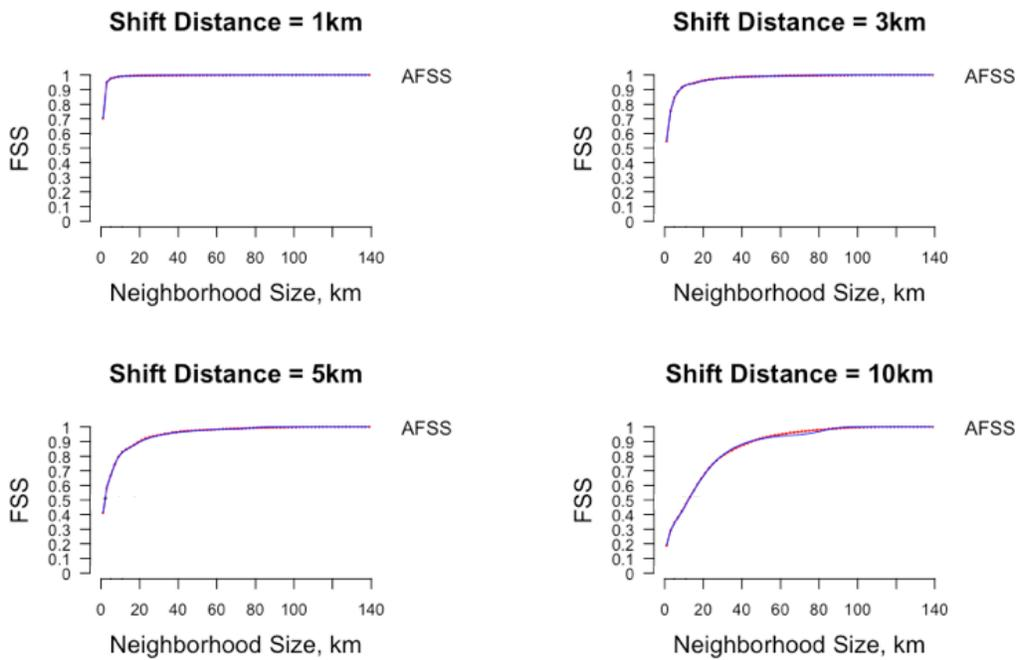 Shift Distance = 1km
1
0.9
0.8
0.7
0.6
0.5
0.4
0.3
0.2
0.1
0
FSS
AFSS
0 20 40 60 80 100 140
Neighborhood Size, km
Shift Distance = 3km
1
0.9
0.8
0.7
0.6
0.5
0.4
0.3
0.2
0.1
0
FSS
AFSS
0 20 40 60 80 100 140
Neighborhood Size, km
Shift Distance = 5km
1
0.9
0.8
0.7
0.6
0.5
0.4
0.3
0.2
0.1
0
FSS
AFSS
0 20 40 60 80 100 140
Neighborhood Size, km
Shift Distance = 10km
1
0.9
0.8
0.7
0.6
0.5
0.4
0.3
0.2
0.1
0
FSS
AFSS
0 20 40 60 80 100 140
Neighborhood Size, km